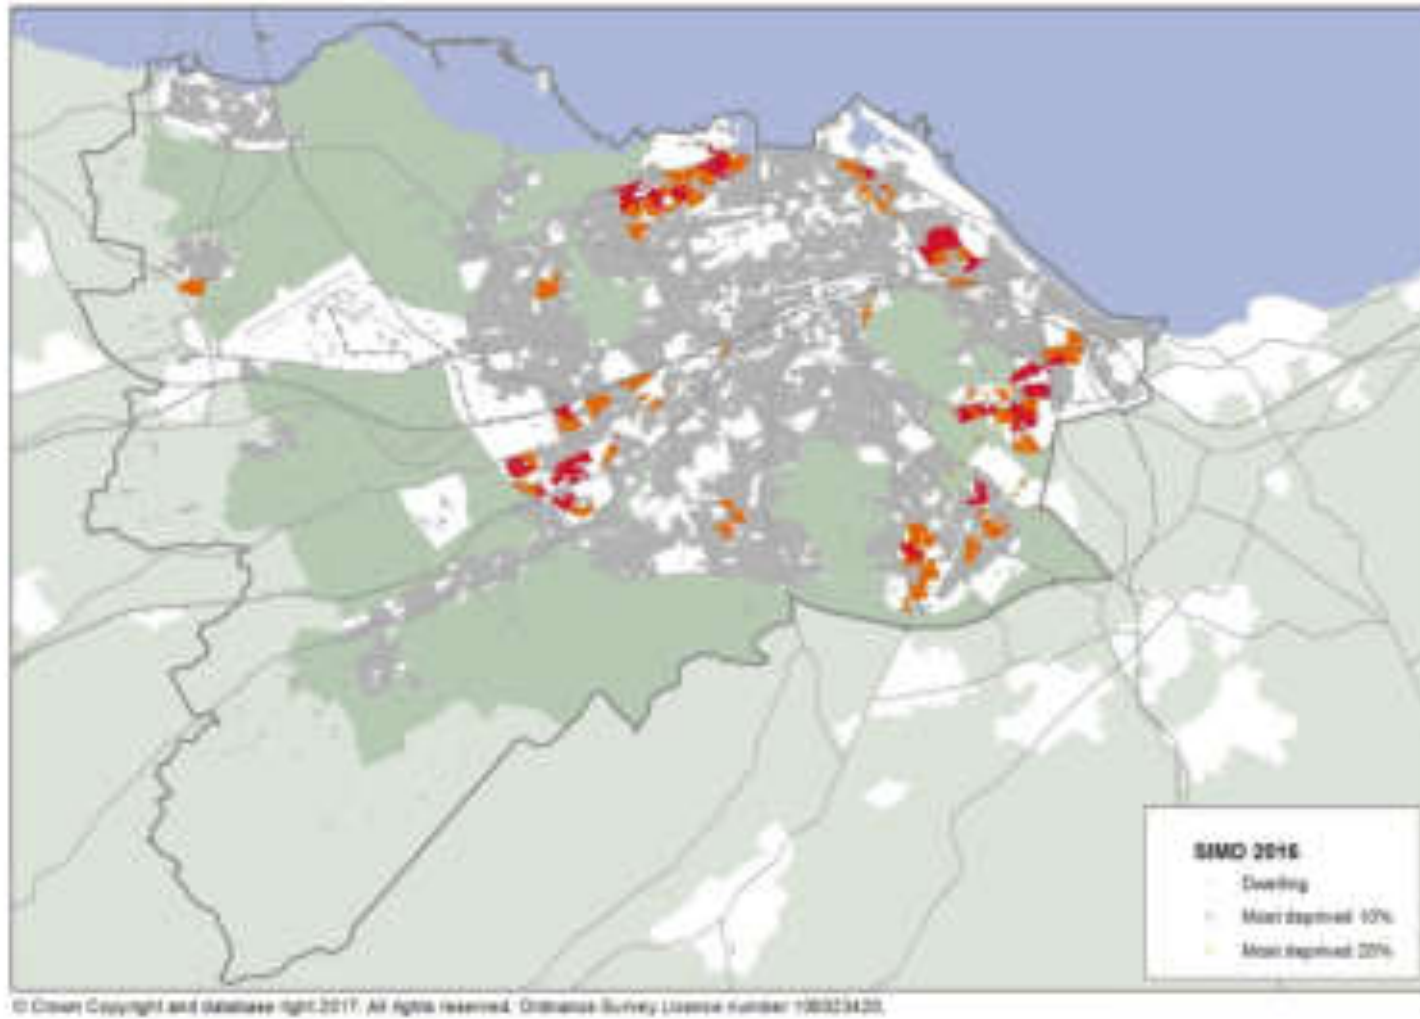 SIMD 2016
Dwelling
Most deprived 10%
Most deprived 20%
© Crown Copyright and database right 2017. All rights reserved. Ordnance Survey Licence number 100023420.